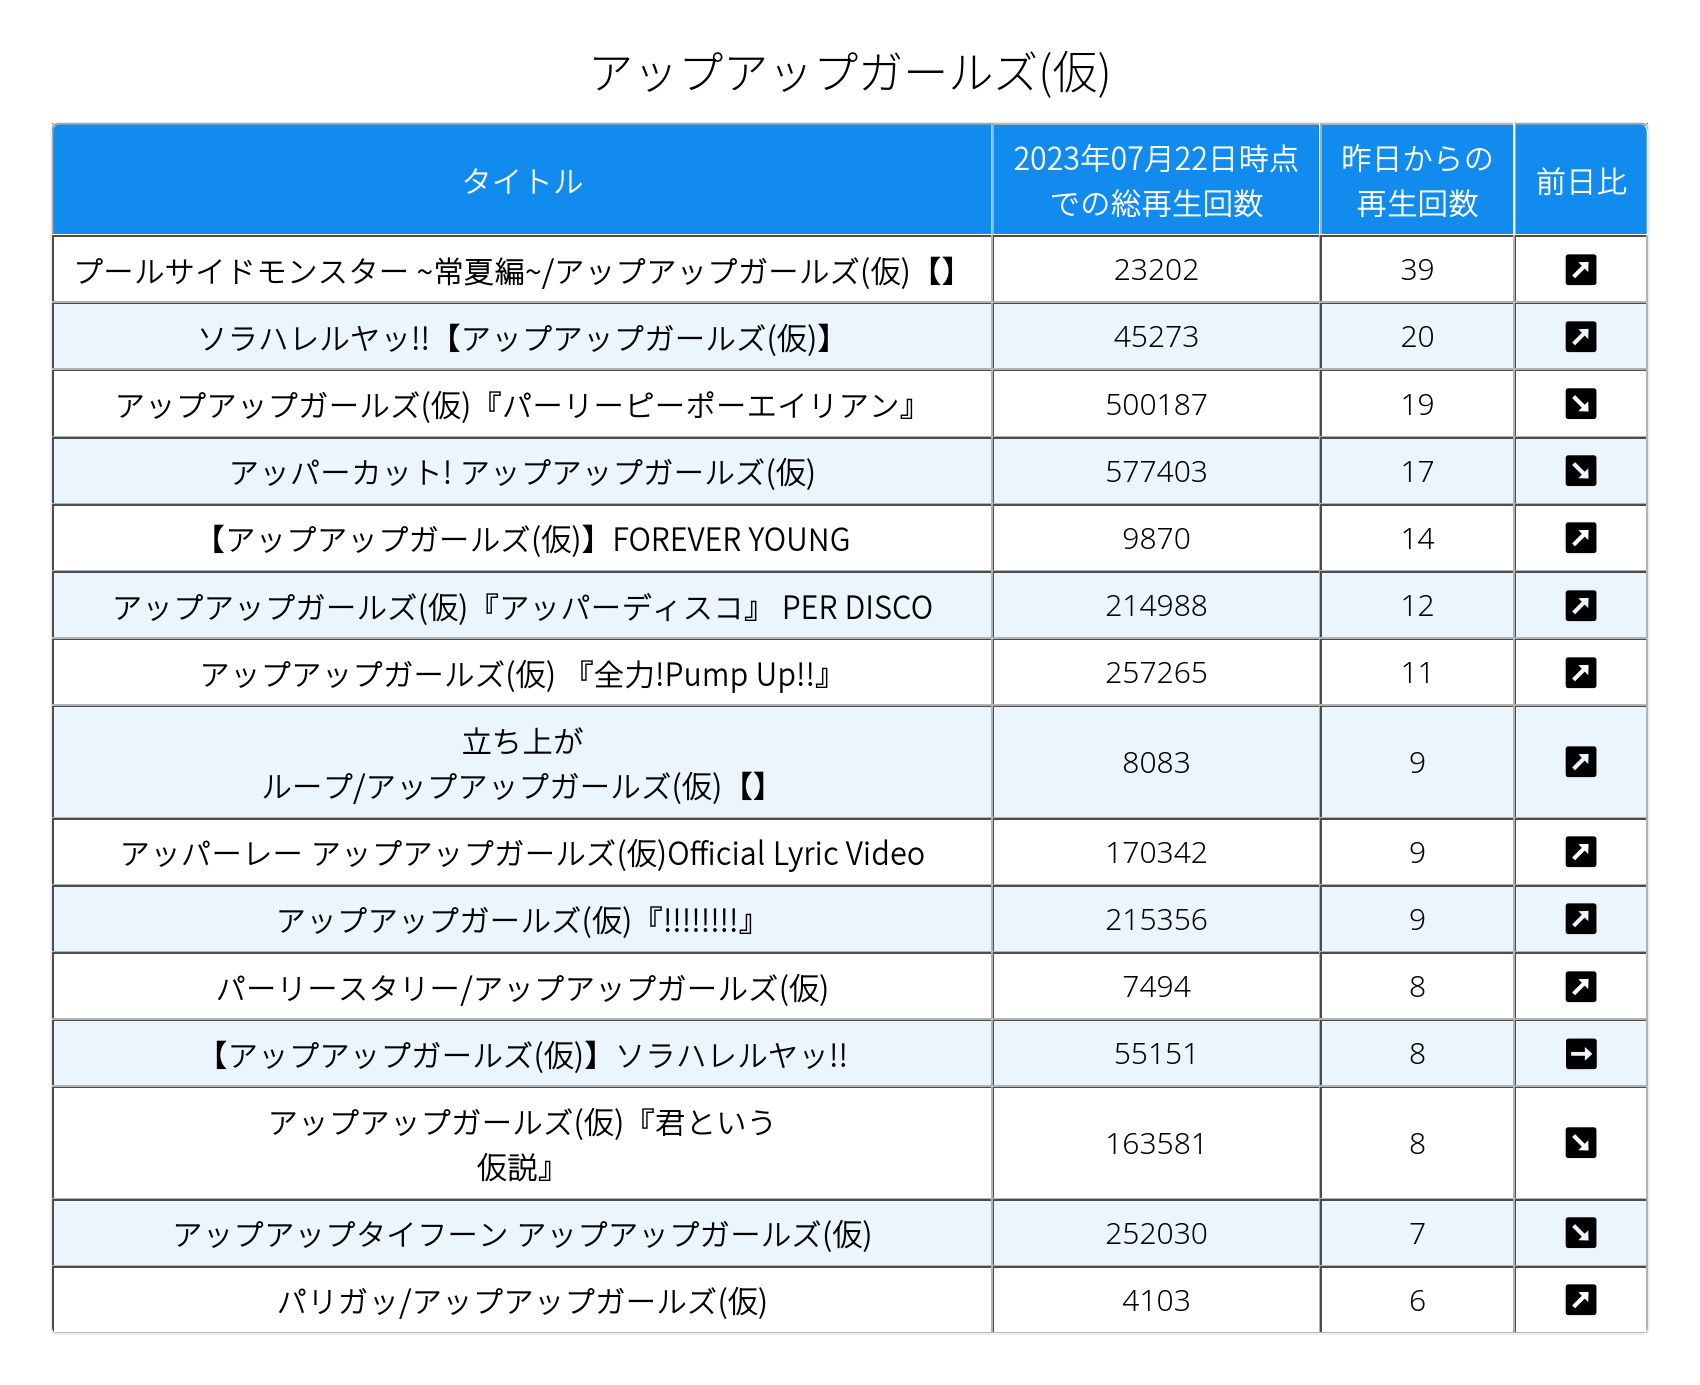 アップアップガールズ(仮)
タイトル
2023年07月22日時点
での総再生回数
昨日からの
再生回数
前日比
プールサイドモンスター ~常夏編~/アップアップガールズ(仮)【】
23202
39
ソラハレルヤッ!!【アップアップガールズ(仮)】
45273
20
アップアップガールズ(仮)『パーリーピーポーエイリアン』
500187
19
アッパーカット! アップアップガールズ(仮)
577403
17
【アップアップガールズ(仮)】FOREVER YOUNG
9870
14
アップアップガールズ(仮)『アッパーディスコ』 PER DISCO
214988
12
アップアップガールズ(仮) 『全力!Pump Up!!』
257265
11
立ち上が
ループ/アップアップガールズ(仮)【】
8083
9
アッパーレー アップアップガールズ(仮)Official Lyric Video
170342
9
アップアップガールズ(仮)『!!!!!!!!』
215356
9
パーリースタリー/アップアップガールズ(仮)
7494
8
【アップアップガールズ(仮)】ソラハレルヤッ!!
55151
8
アップアップガールズ(仮)『君という
仮説』
163581
8
アップアップタイフーン アップアップガールズ(仮)
252030
7
パリガッ/アップアップガールズ(仮)
4103
6